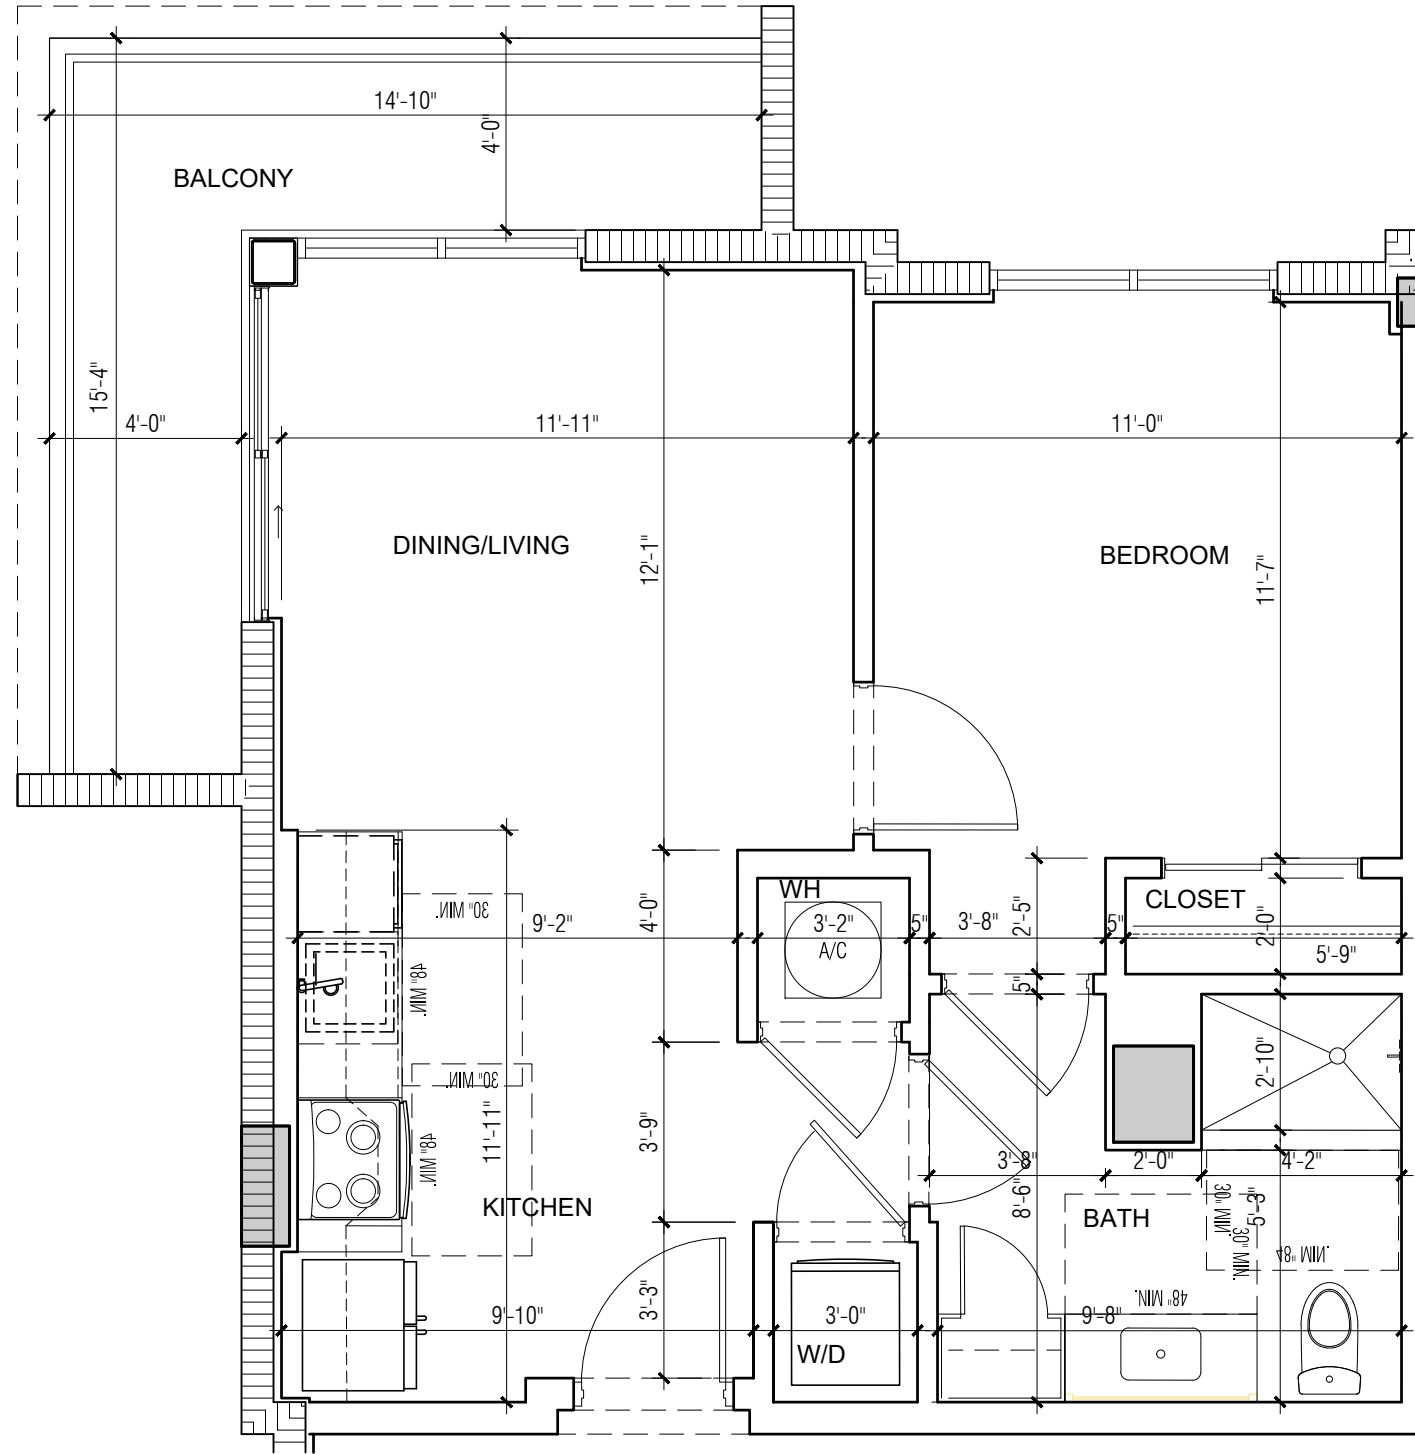 14'-10"
4'-0"
BALCONY
15'-4"
4'-0"
11'-11"
11'-0"
DINING/LIVING
12'-1"
BEDROOM
11'-7"
WH
CLOSET
30" MIN.
9'-2"
4'-0"
3'-2"
5"
3'-8"
2'-5"
5"
2'-0"
A/C
5'-9"
48" MIN.
5"
30" MIN.
2'-10"
11'-11"
48" MIN.
3'-9"
3'-8"
2'-0"
4'-2"
8'-6"
KITCHEN
BATH
30" MIN.
5'-3"
30" MIN.
48" MIN.
48" MIN.
3'-3"
9'-10"
3'-0"
9'-8"
W/D